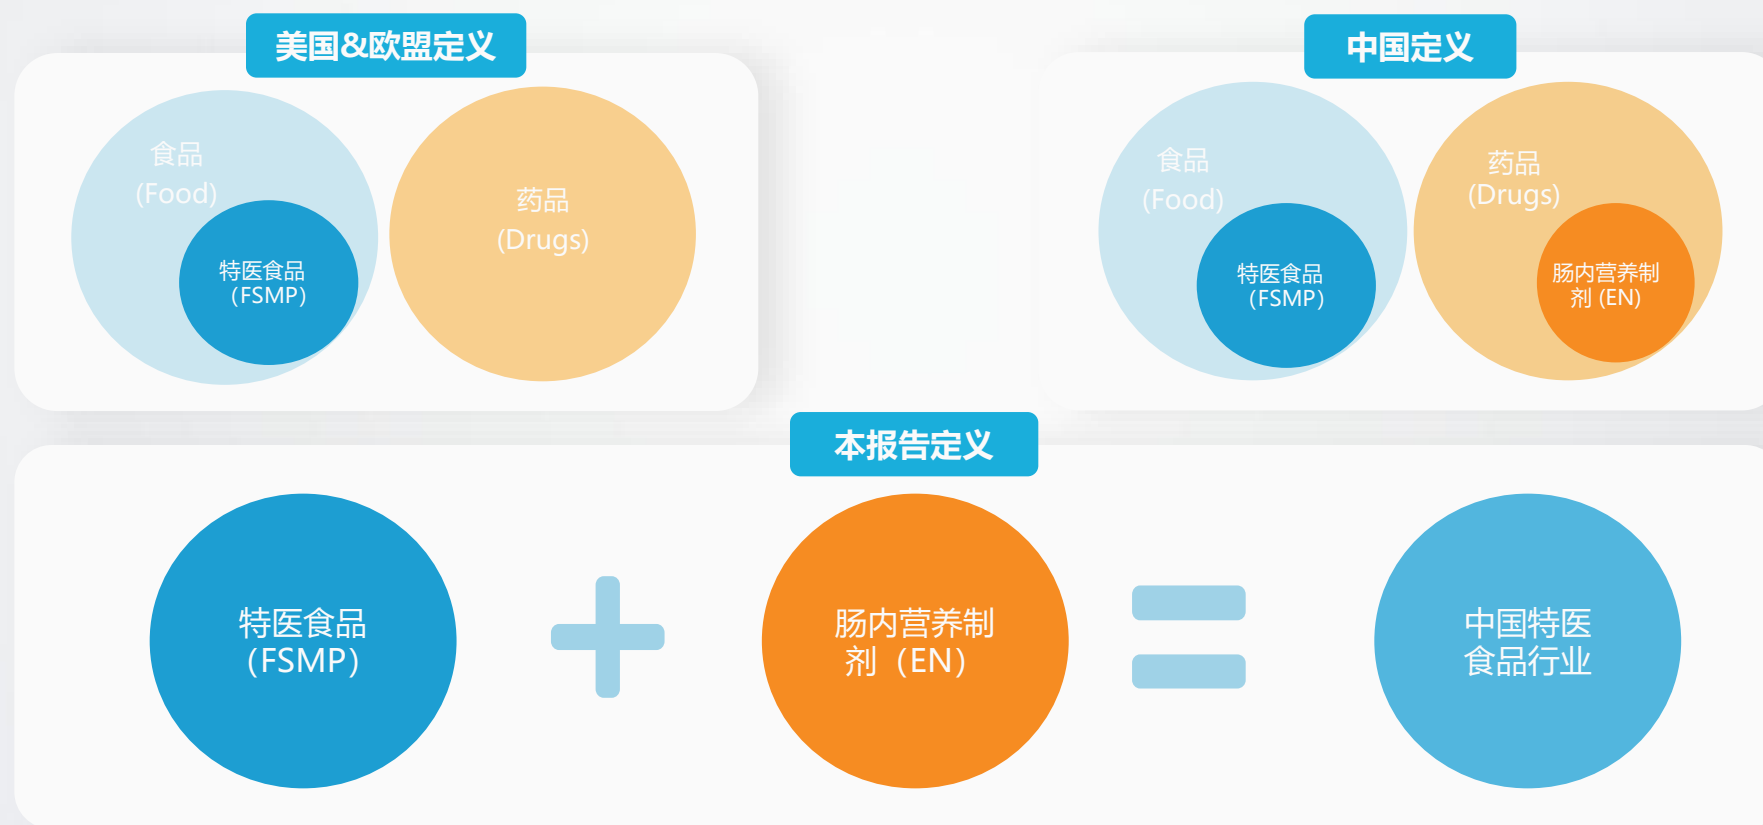 美国&欧盟定义
食品
(Food)
特医食品
（FSMP）
药品
(Drugs)
中国定义
食品
(Food)
特医食品
（FSMP）
药品
(Drugs)
肠内营养制
剂 (EN)
本报告定义
特医食品
（FSMP）
肠内营养制
剂（EN）
中国特医
食品行业